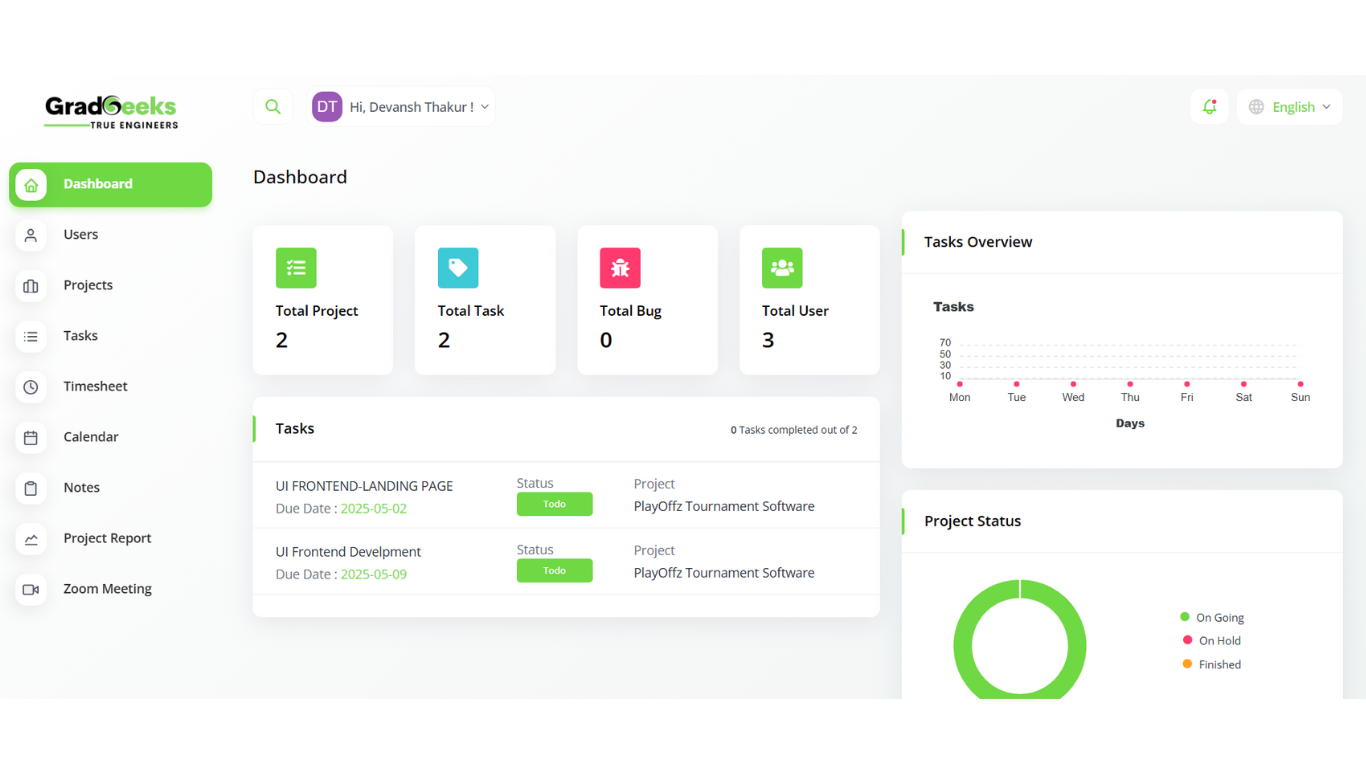 GradGeeks
TRUE ENGINEERS
DT Hi, Devansh Thakur !
English
Dashboard
Users
Projects
Tasks
Timesheet
Calendar
Notes
Project Report
Zoom Meeting
Dashboard
Total Project
2
Total Task
2
Total Bug
0
Total User
3
Tasks
0 Tasks completed out of 2
UI FRONTEND-LANDING PAGE
Due Date : 2025-05-02
Status
Todo
Project
PlayOffz Tournament Software
UI Frontend Develpment
Due Date : 2025-05-09
Status
Todo
Project
PlayOffz Tournament Software
Tasks Overview
Tasks
70
50
30
10
Mon Tue Wed Thu Fri Sat Sun
Days
Project Status
On Going
On Hold
Finished